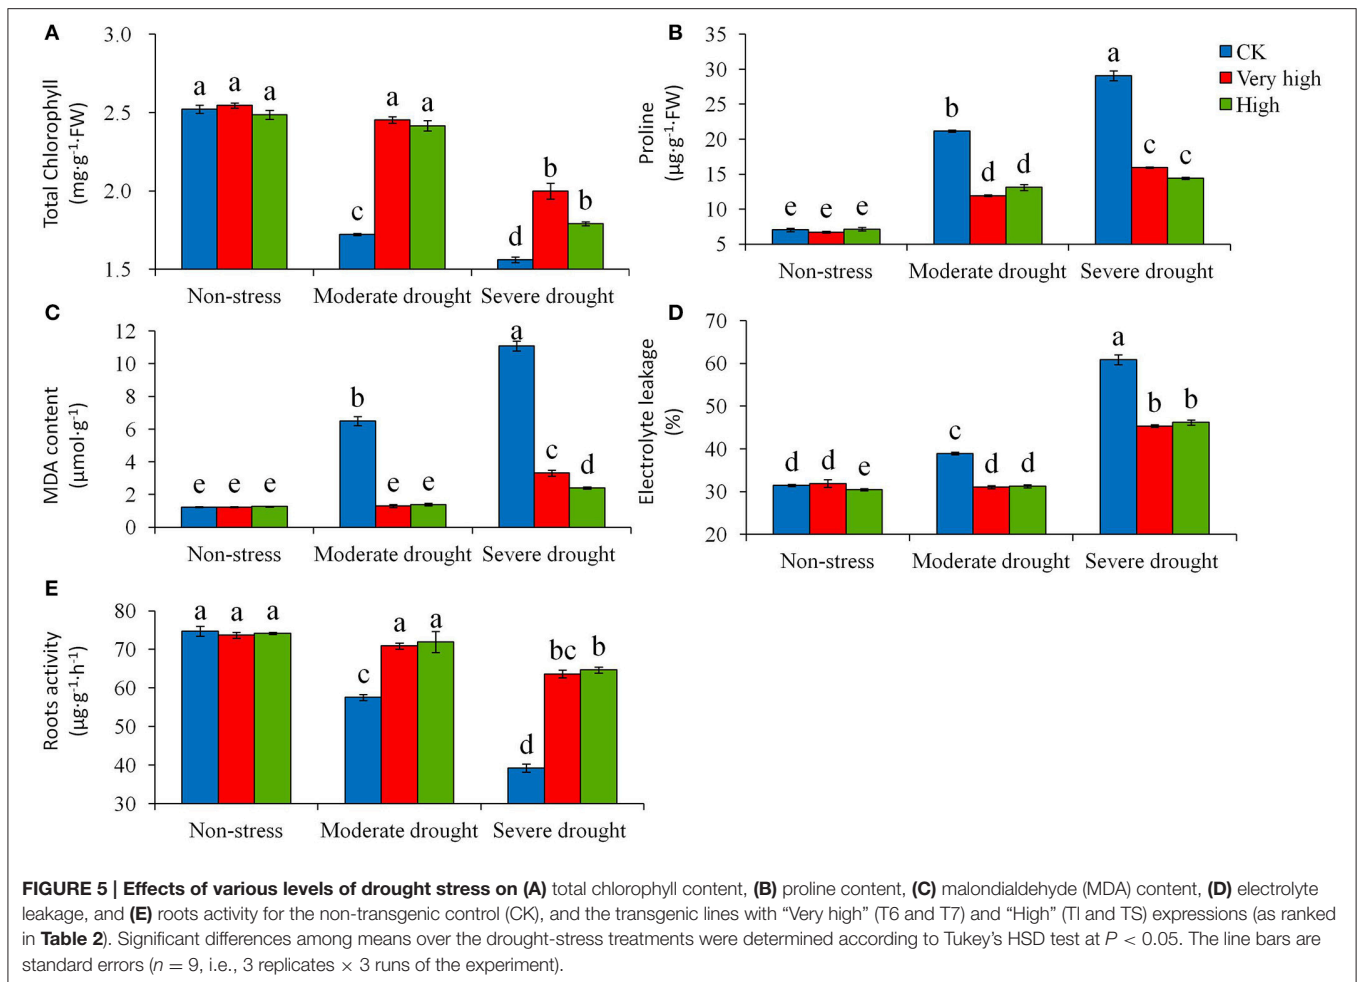 A
3.0
2.5
2.0
1.5
Total Chlorophyll
(mg·g⁻¹·FW)
a a a
c a a
d b b
Non-stress Moderate drought Severe drought
B
35
30
25
20
15
10
5
Proline
(µg·g⁻¹·FW)
e e e
b d d
a c c
CK
Very high
High
Non-stress Moderate drought Severe drought
C
12
10
8
6
4
2
0
MDA content
(µmol·g⁻¹)
e e e
b e e
a c d
Non-stress Moderate drought Severe drought
D
70
60
50
40
30
20
Electrolyte leakage
(%)
d d e
c d d
a b b
Non-stress Moderate drought Severe drought
E
80
70
60
50
40
30
Roots activity
(µg·g⁻¹·h⁻¹)
a a a
c a a
d bc b
Non-stress Moderate drought Severe drought
FIGURE 5 | Effects of various levels of drought stress on (A) total chlorophyll content, (B) proline content, (C) malondialdehyde (MDA) content, (D) electrolyte
leakage, and (E) roots activity for the non-transgenic control (CK), and the transgenic lines with “Very high” (T6 and T7) and “High” (Tl and TS) expressions (as ranked
in Table 2). Significant differences among means over the drought-stress treatments were determined according to Tukey’s HSD test at P < 0.05. The line bars are
standard errors (n = 9, i.e., 3 replicates × 3 runs of the experiment).